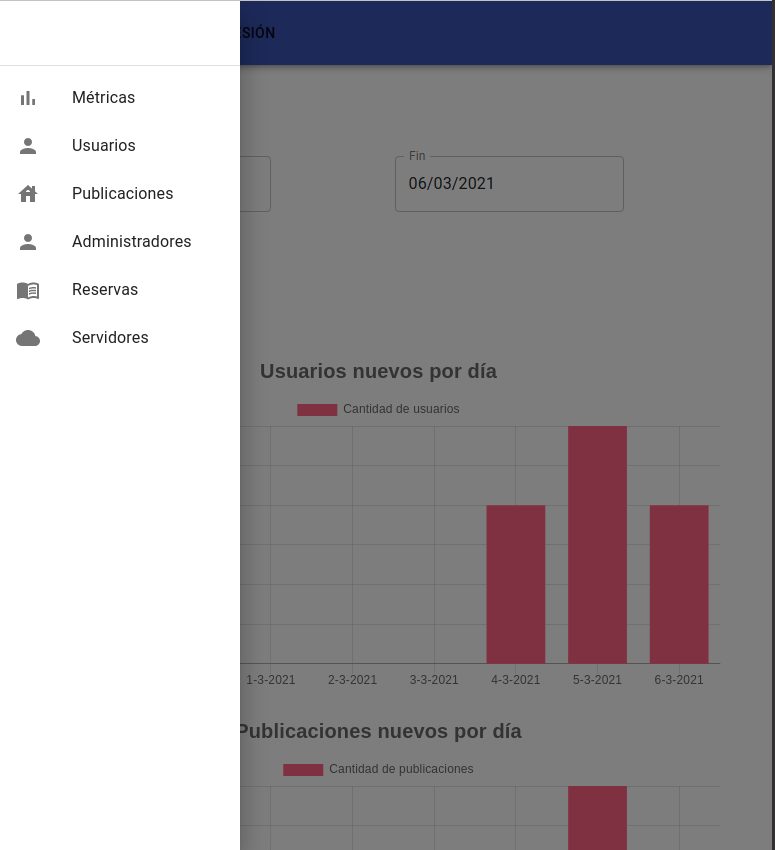 Métricas
Usuarios
Publicaciones
Administradores
Reservas
Servidores
Fin
06/03/2021
Usuarios nuevos por día
Cantidad de usuarios
1-3-2021 2-3-2021 3-3-2021 4-3-2021 5-3-2021 6-3-2021
Publicaciones nuevos por día
Cantidad de publicaciones